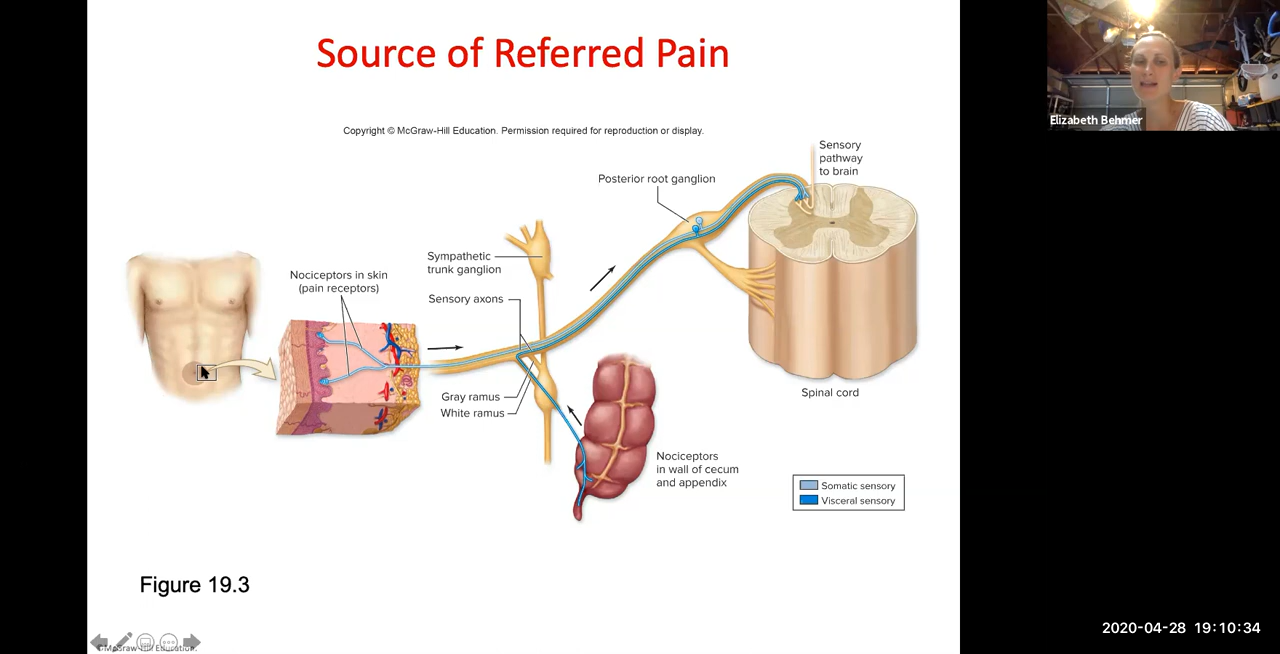 Source of Referred Pain
Elizabeth Behmer
Copyright © McGraw-Hill Education. Permission required for reproduction or display.
Sensory
pathway
to brain
Posterior root ganglion
Sympathetic
trunk ganglion
Nociceptors in skin
(pain receptors)
Sensory axons
Gray ramus
White ramus
Spinal cord
Nociceptors
in wall of cecum
and appendix
Somatic sensory
Visceral sensory
Figure 19.3
2020-04-28 19:10:34
©McGraw-Hill Education.